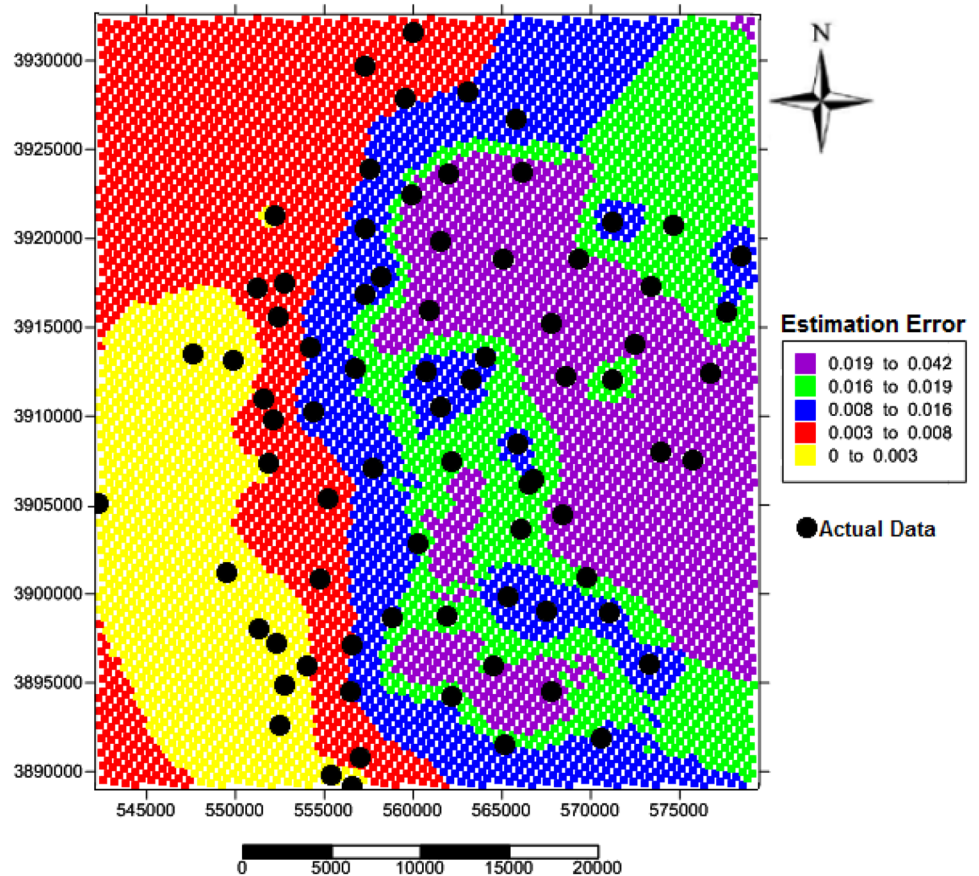 N
3930000
3925000
3920000
3915000
3910000
3905000
3900000
3895000
3890000
545000 550000 555000 560000 565000 570000 575000
Estimation Error
0.019 to 0.042
0.016 to 0.019
0.008 to 0.016
0.003 to 0.008
0 to 0.003
Actual Data
0 5000 10000 15000 20000